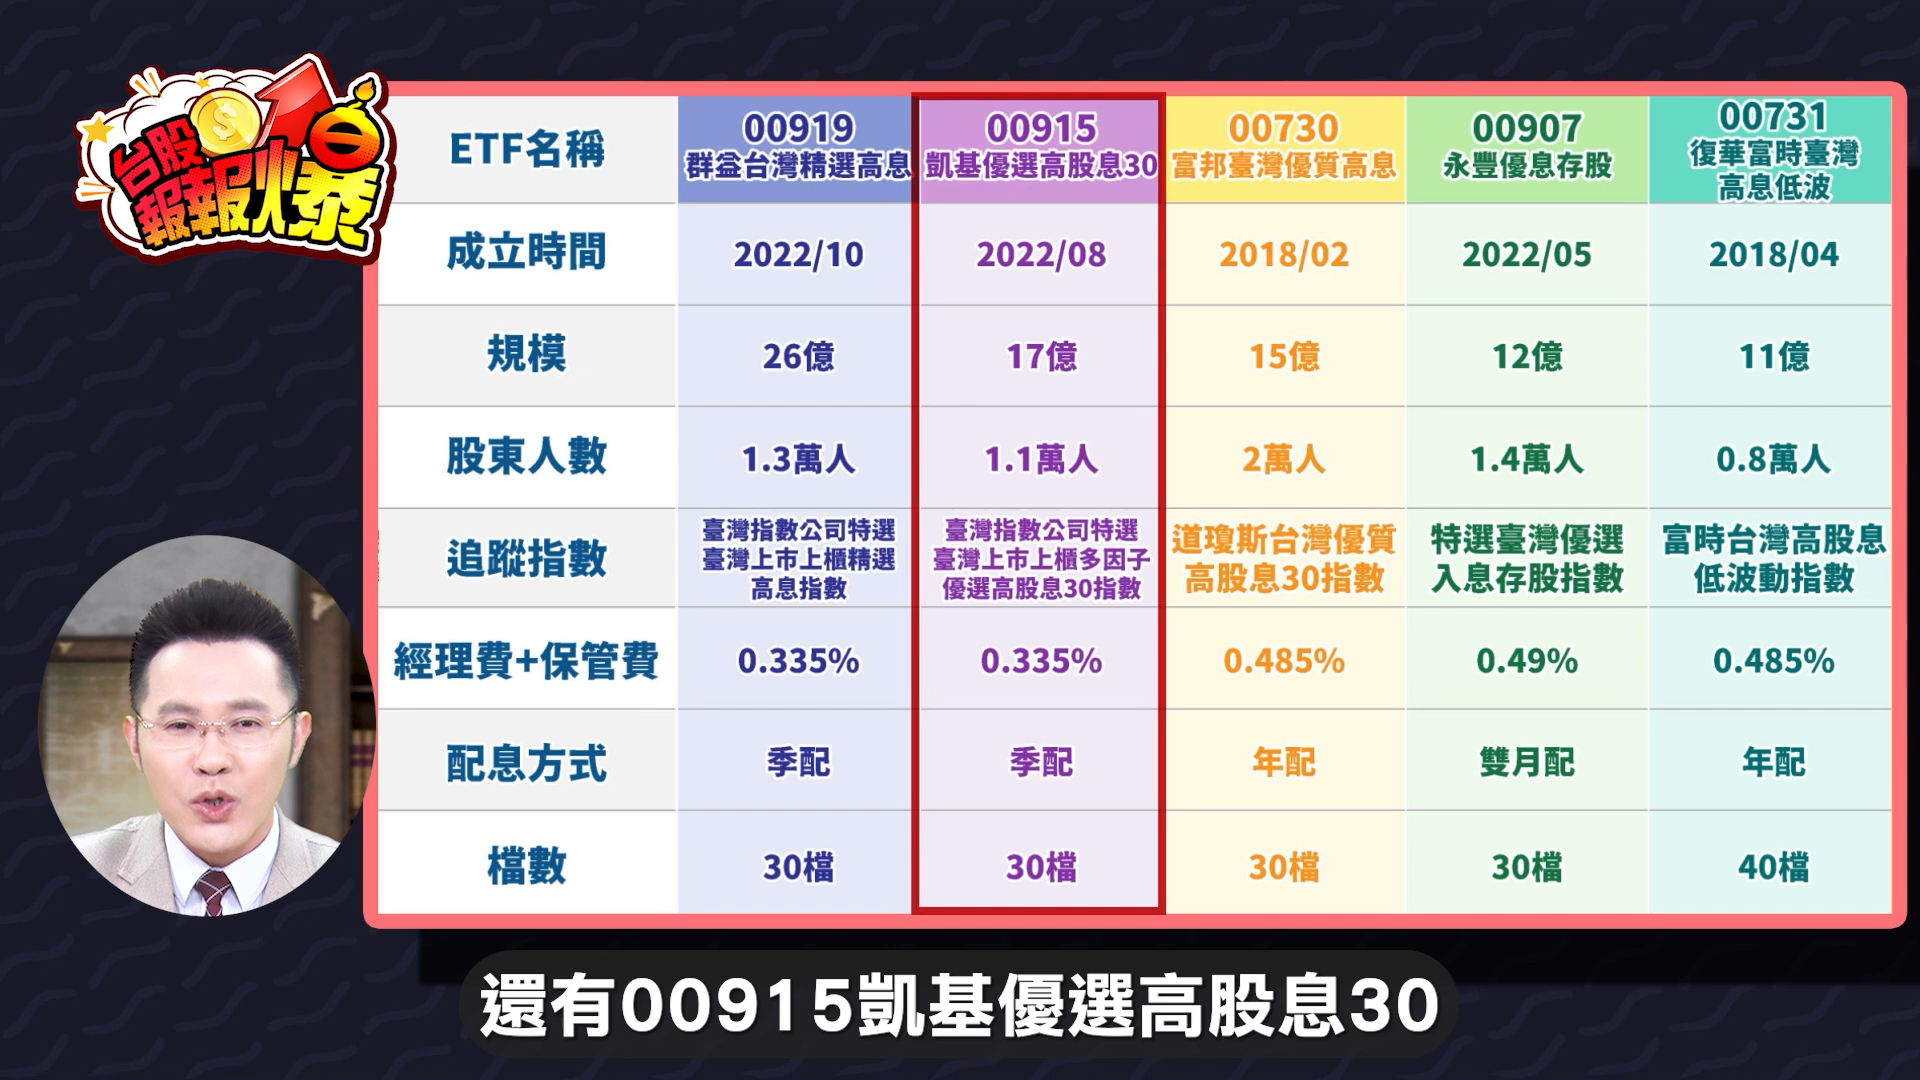 台股
報報爆
ETF名稱
00919
群益台灣精選高息
00915
凱基優選高股息30
00730
富邦臺灣優質高息
00907
永豐優息存股
00731
復華富時臺灣
高息低波
成立時間
2022/10
2022/08
2018/02
2022/05
2018/04
規模
26億
17億
15億
12億
11億
股東人數
1.3萬人
1.1萬人
2萬人
1.4萬人
0.8萬人
追蹤指數
臺灣指數公司特選
臺灣上市上櫃精選
高息指數
臺灣指數公司特選
臺灣上市上櫃多因子
優選高股息30指數
道瓊斯台灣優質
高股息30指數
特選臺灣優選
入息存股指數
富時台灣高股息
低波動指數
經理費+保管費
0.335%
0.335%
0.485%
0.49%
0.485%
配息方式
季配
季配
年配
雙月配
年配
檔數
30檔
30檔
30檔
30檔
40檔
還有00915凱基優選高股息30